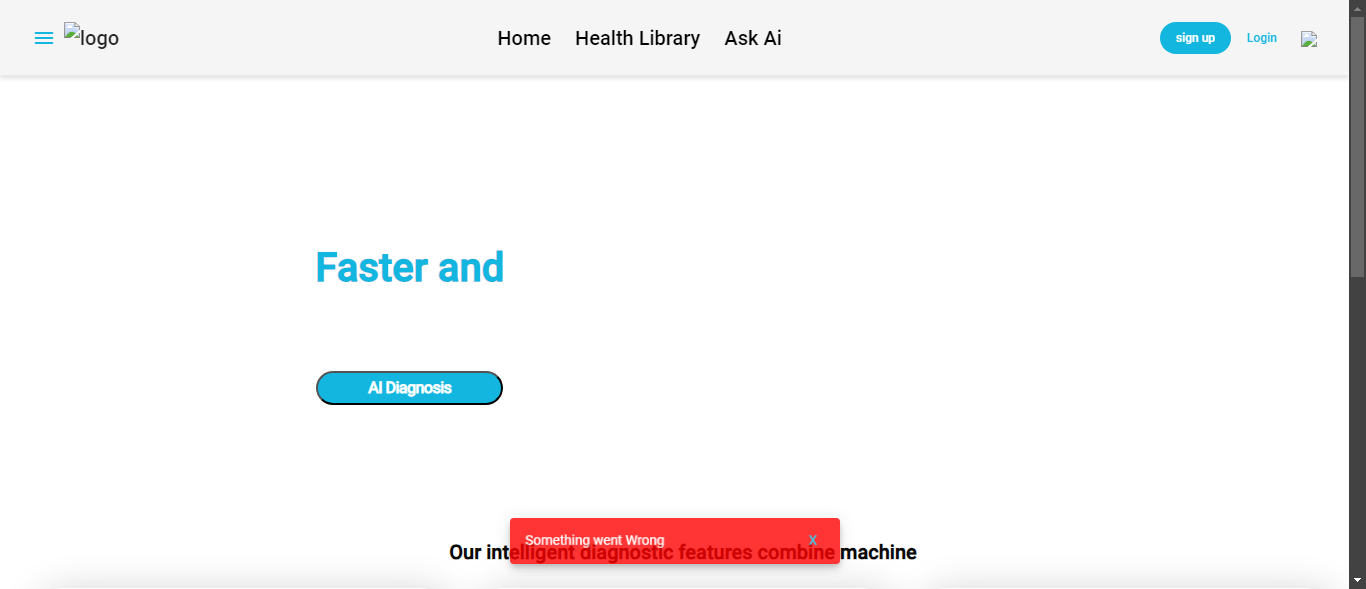 logo
Home Health Library Ask Ai
sign up Login
Faster and
AI Diagnosis
Something went Wrong X
Our intelligent diagnostic features combine machine